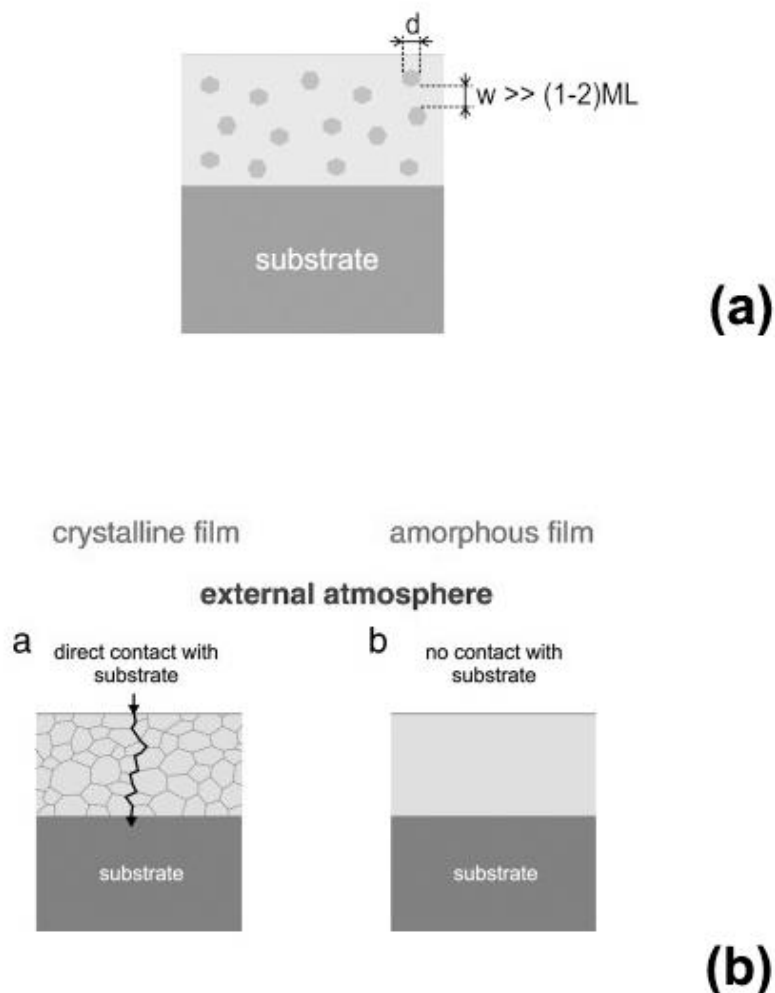 d
w >> (1-2)ML
substrate
(a)
crystalline film
amorphous film
external atmosphere
a
direct contact with
substrate
b
no contact with
substrate
substrate
substrate
(b)